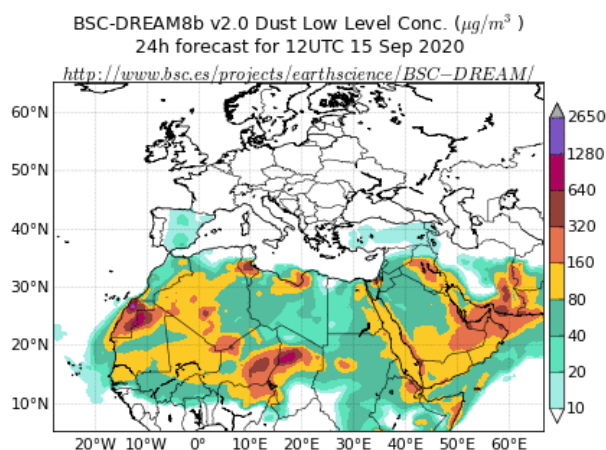 BSC-DREAM8b v2.0 Dust Low Level Conc. (μg/m³ )
24h forecast for 12UTC 15 Sep 2020
http://www.bsc.es/projects/earthscience/BSC−DREAM/
60°N
50°N
40°N
30°N
20°N
10°N
20°W
10°W
0°
10°E
20°E
30°E
40°E
50°E
60°E
2650
1280
640
320
160
80
40
20
10